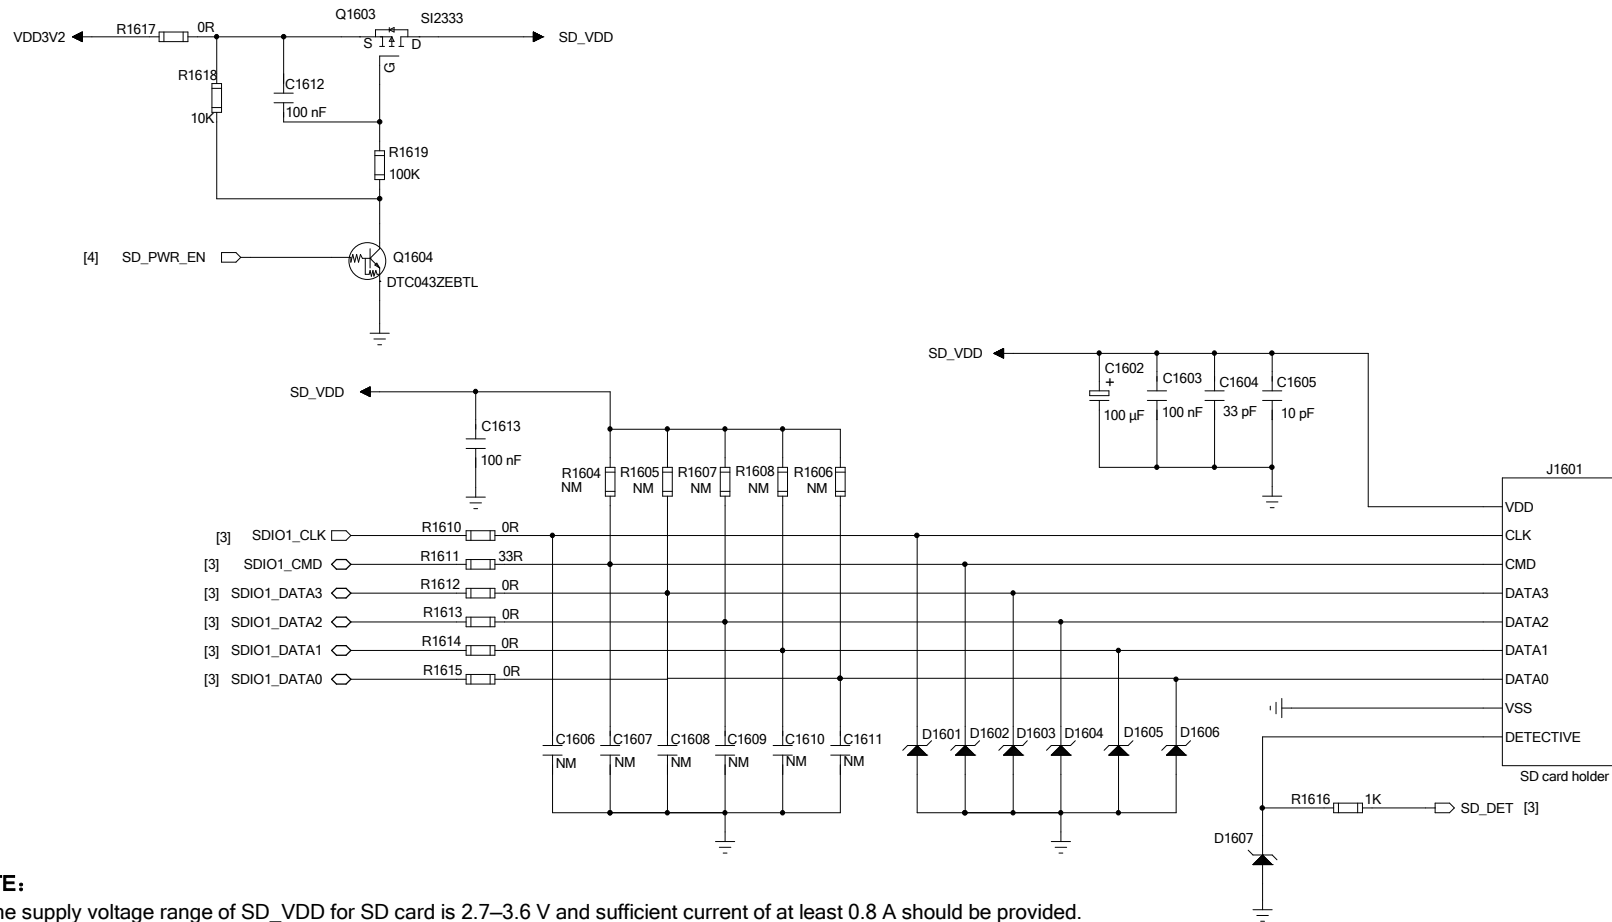 Q1603 SI2333
VDD3V2 R1617 0R S D SD_VDD
G
R1618 C1612
10K 100 nF
R1619
100K
[4] SD_PWR_EN Q1604
DTC043ZEBTL
SD_VDD
C1602 C1603 C1604 C1605
+
100 µF 100 nF 33 pF 10 pF
SD_VDD
C1613
100 nF
R1604 R1605 R1607 R1608 R1606
NM NM NM NM NM
J1601
VDD
[3] SDIO1_CLK R1610 0R CLK
[3] SDIO1_CMD R1611 33R CMD
[3] SDIO1_DATA3 R1612 0R DATA3
[3] SDIO1_DATA2 R1613 0R DATA2
[3] SDIO1_DATA1 R1614 0R DATA1
[3] SDIO1_DATA0 R1615 0R DATA0
VSS
DETECTIVE
SD card holder
C1606 C1607 C1608 C1609 C1610 C1611
NM NM NM NM NM NM
D1601 D1602 D1603 D1604 D1605 D1606
R1616 1K SD_DET [3]
D1607
TE：
he supply voltage range of SD_VDD for SD card is 2.7–3.6 V and sufficient current of at least 0.8 A should be provided.